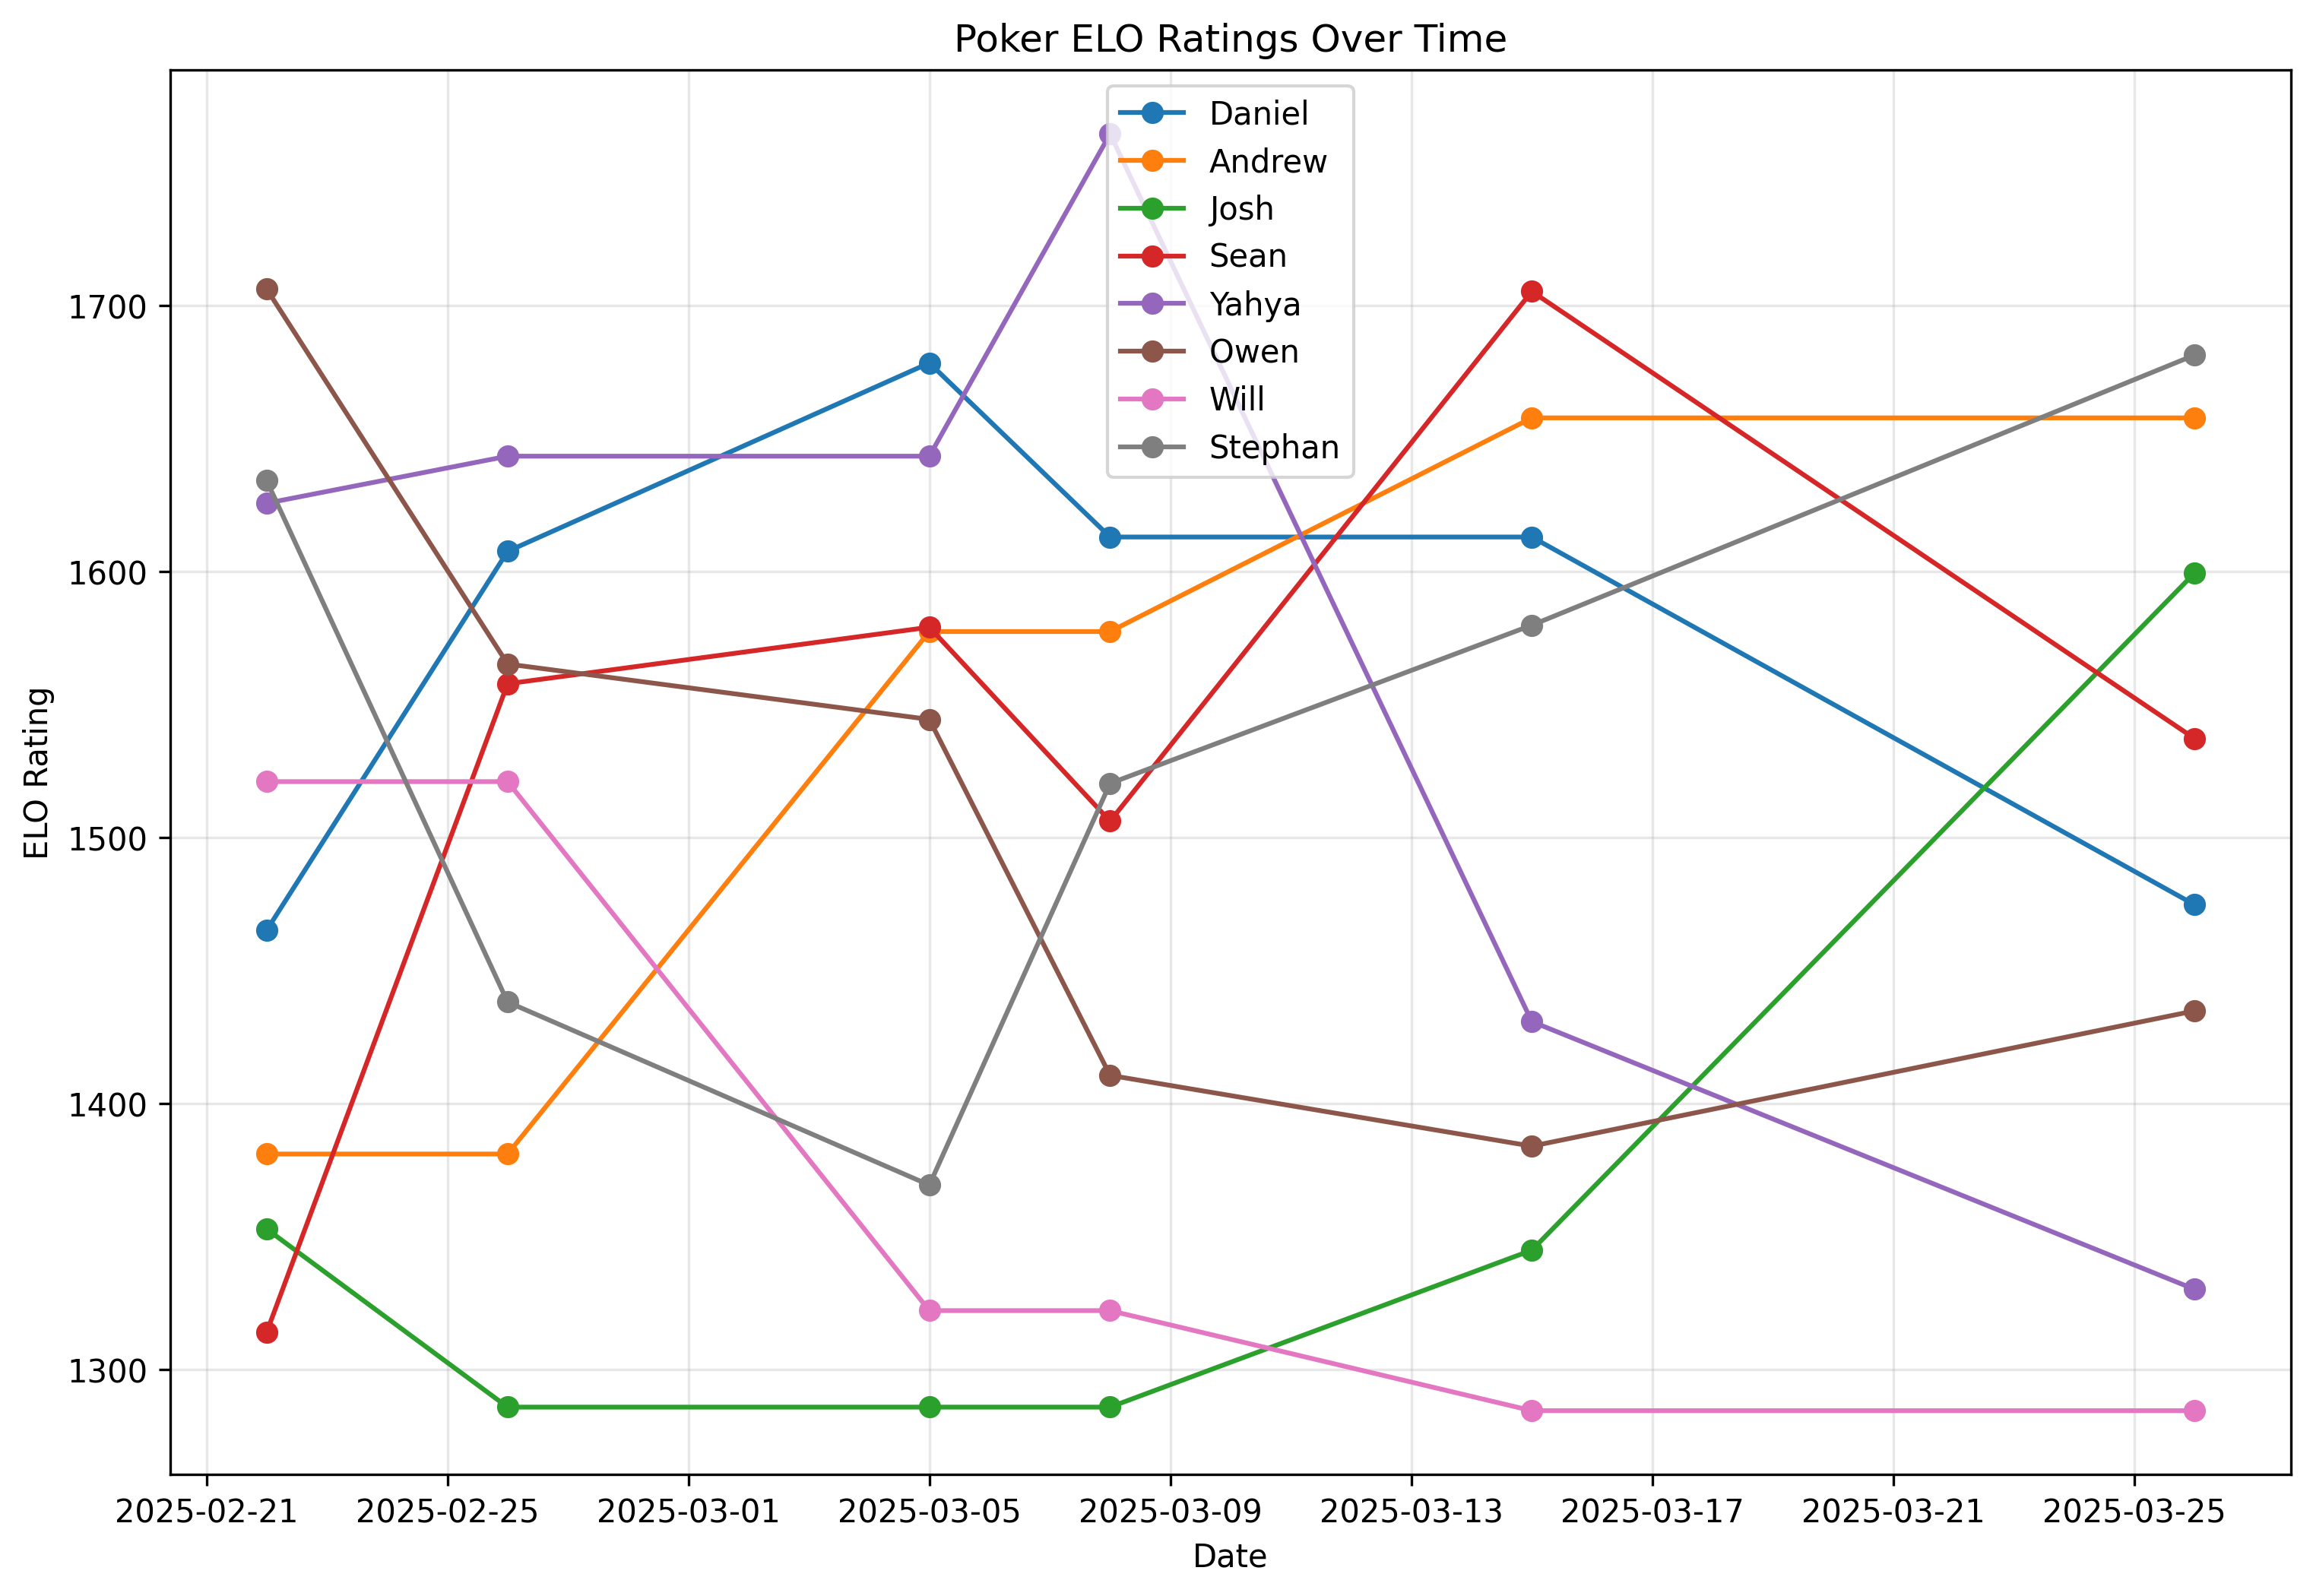 Poker ELO Ratings Over Time
Daniel
Andrew
Josh
Sean
Yahya
Owen
Will
Stephan
ELO Rating
1700
1600
1500
1400
1300
2025-02-21 2025-02-25 2025-03-01 2025-03-05 2025-03-09 2025-03-13 2025-03-17 2025-03-21 2025-03-25
Date